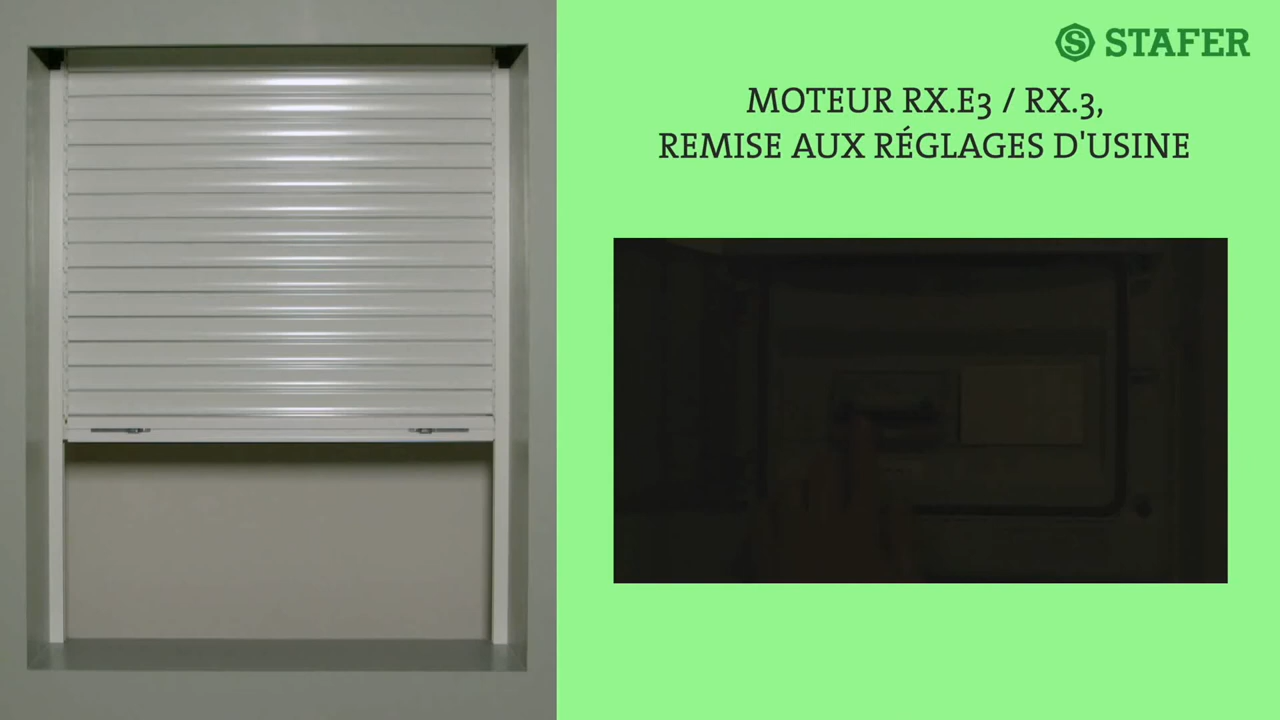 STAFER
MOTEUR RX.E3 / RX.3,
REMISE AUX RÉGLAGES D'USINE